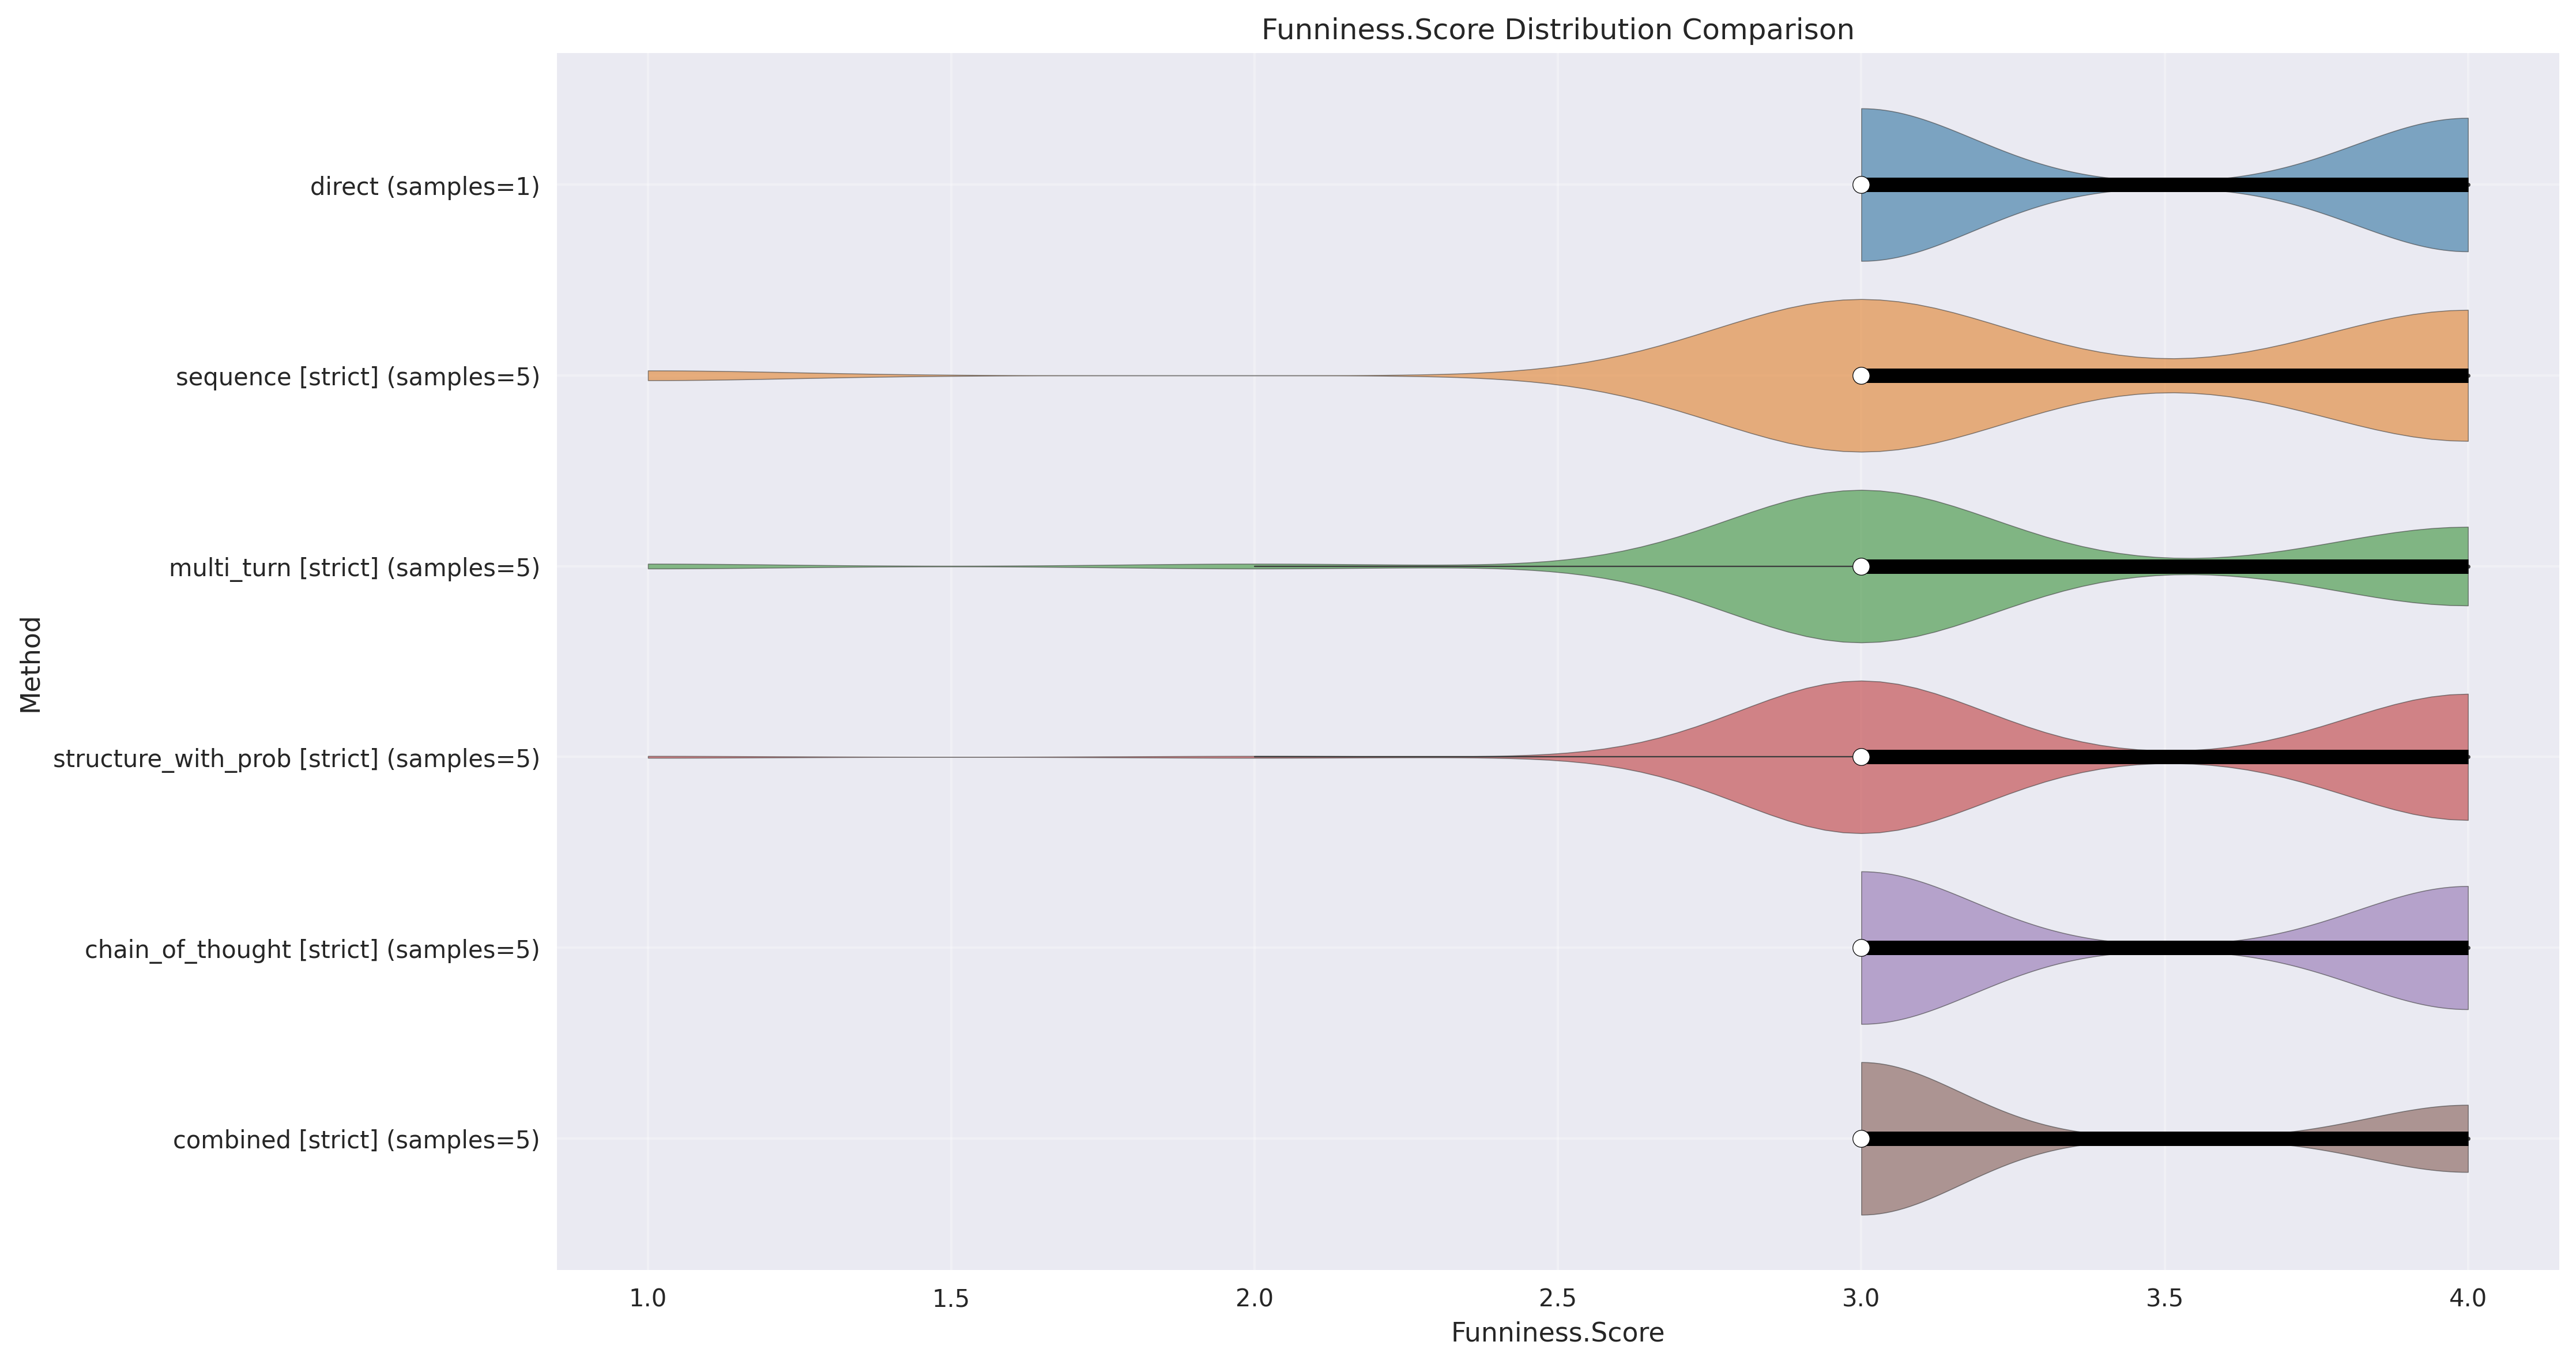 Funniness.Score Distribution Comparison
direct (samples=1)
sequence [strict] (samples=5)
multi_turn [strict] (samples=5)
structure_with_prob [strict] (samples=5)
chain_of_thought [strict] (samples=5)
combined [strict] (samples=5)
Method
1.0 1.5 2.0 2.5 3.0 3.5 4.0
Funniness.Score